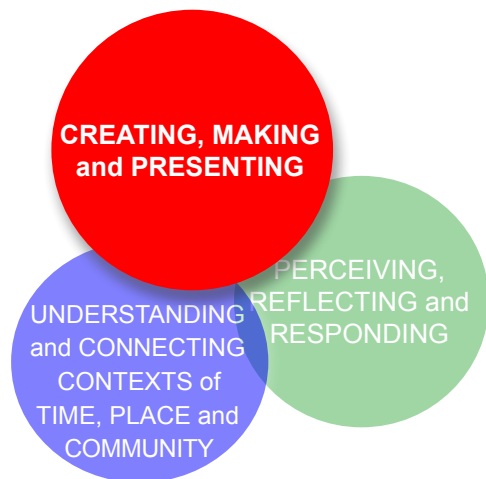 CREATING, MAKING
and PRESENTING
PERCEIVING,
REFLECTING and
RESPONDING
UNDERSTANDING
and CONNECTING
CONTEXTS of
TIME, PLACE and
COMMUNITY